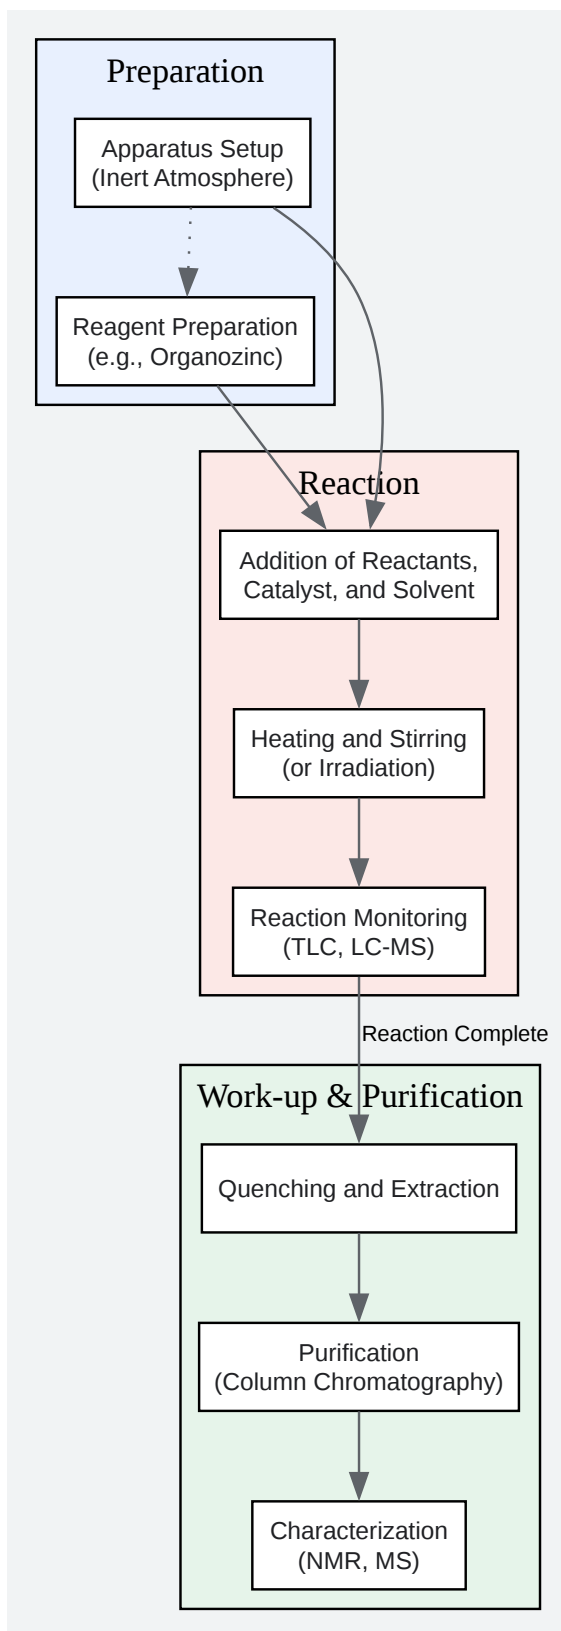 Preparation
Apparatus Setup
(Inert Atmosphere)
Reagent Preparation
(e.g., Organozinc)
Reaction
Addition of Reactants,
Catalyst, and Solvent
Heating and Stirring
(or Irradiation)
Reaction Monitoring
(TLC, LC-MS)
Reaction Complete
Work-up & Purification
Quenching and Extraction
Purification
(Column Chromatography)
Characterization
(NMR, MS)